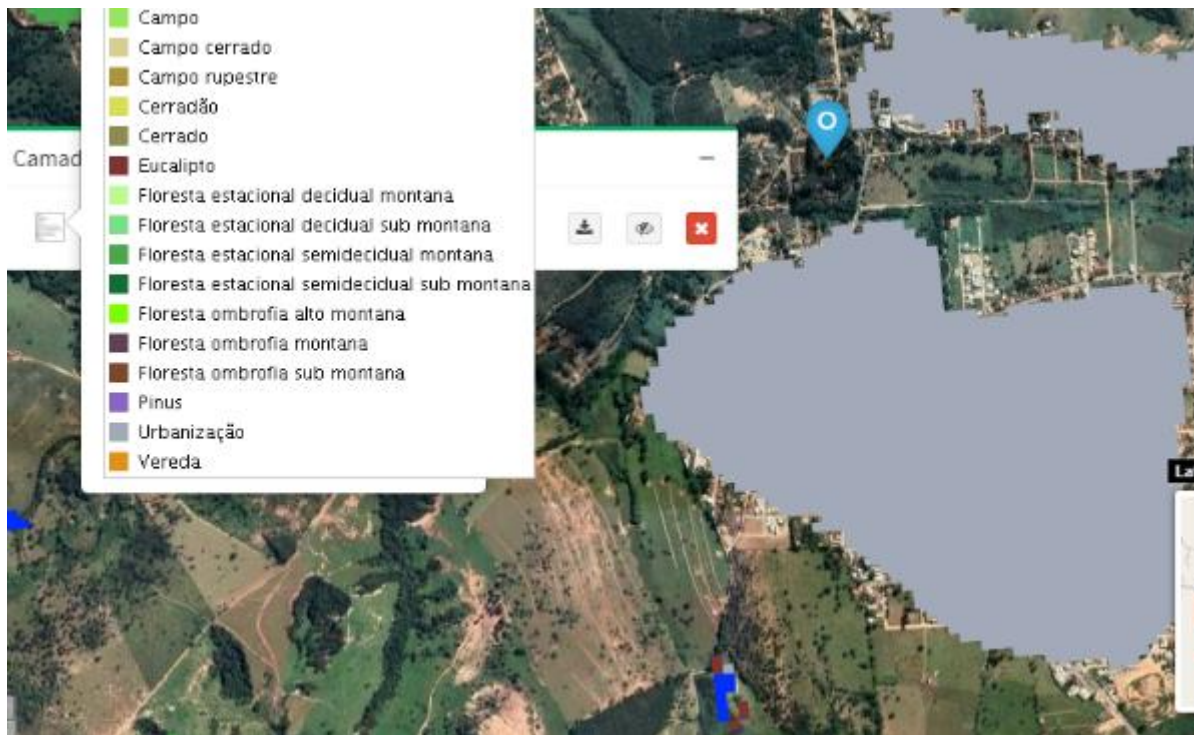 Campo
Campo cerrado
Campo rupestre
Cerradão
Cerrado
Camad
Eucalipto
Floresta estacional decidual montana
Floresta estacional decidual sub montana
Floresta estacional semidecidual montana
Floresta estacional semidecidual sub montana
Floresta ombrofia alto montana
Floresta ombrofia montana
Floresta ombrofia sub montana
Pinus
Urbanização
Vereda
La